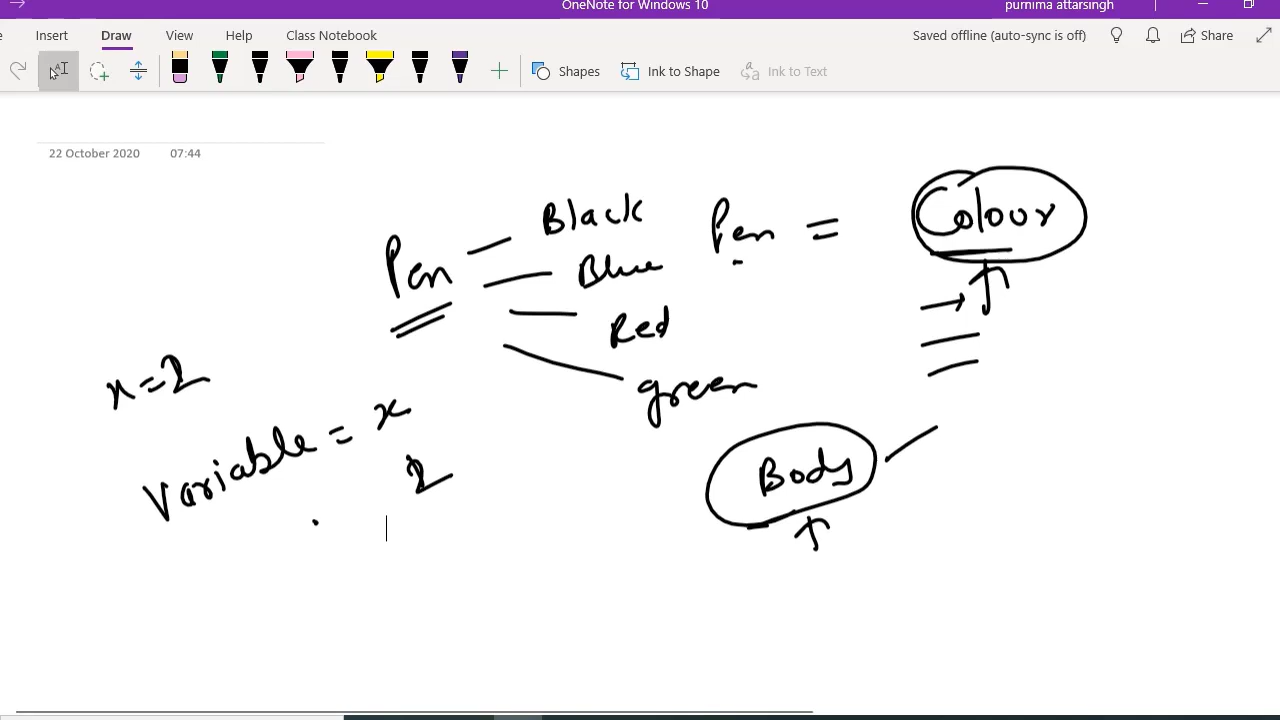 OneNote for Windows 10
purnima attarsingh
Insert Draw View Help Class Notebook
Saved offline (auto-sync is off)
Share
Shapes
Ink to Shape
Ink to Text
22 October 2020 07:44
Pen
Black
Blue
Red
green
Pen = Colour
x=2
Variable = x
2
Body